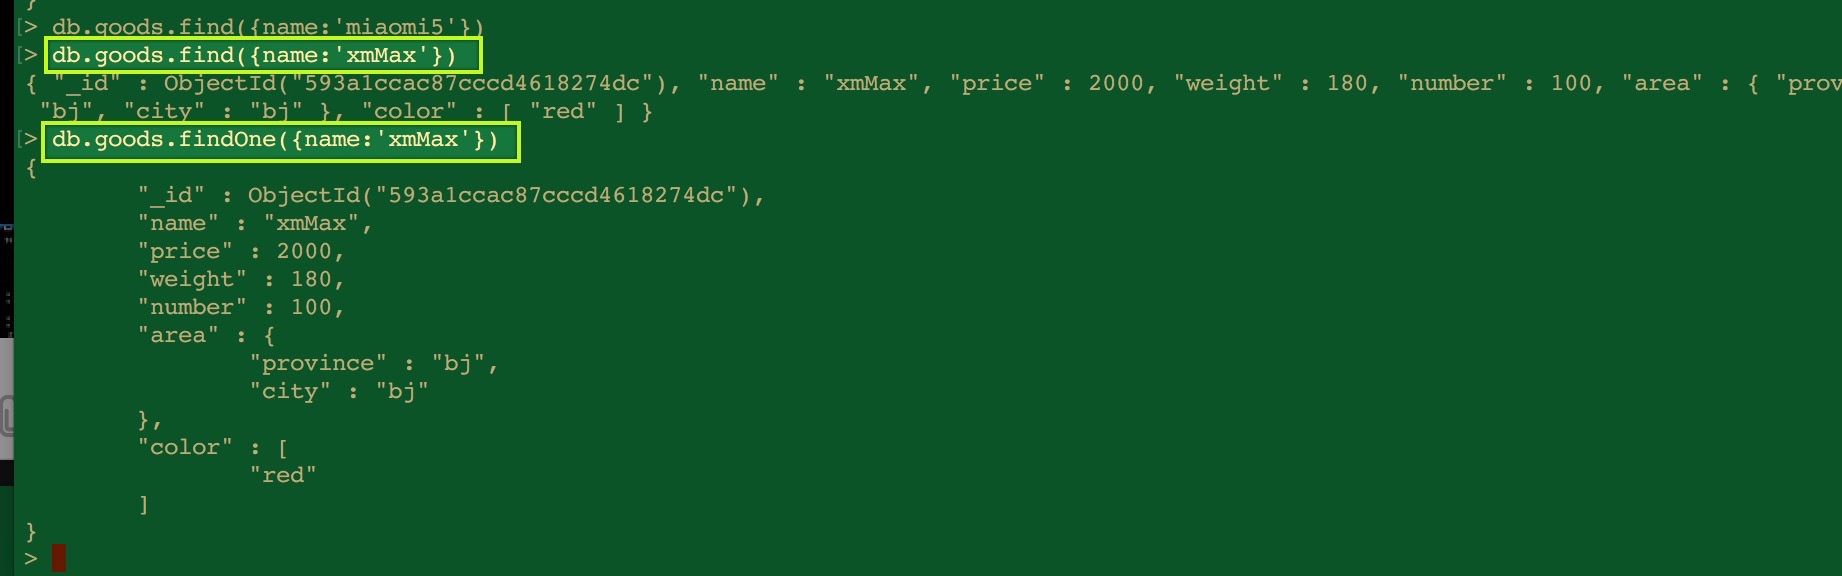 }
> db.goods.find({name:'miaomi5'})
> db.goods.find({name:'xmMax'})
{ "_id" : ObjectId("593a1ccac87cccd4618274dc"), "name" : "xmMax", "price" : 2000, "weight" : 180, "number" : 100, "area" : { "prov
"bj", "city" : "bj" }, "color" : [ "red" ] }
> db.goods.findOne({name:'xmMax'})
{
"_id" : ObjectId("593a1ccac87cccd4618274dc"),
"name" : "xmMax",
"price" : 2000,
"weight" : 180,
"number" : 100,
"area" : {
"province" : "bj",
"city" : "bj"
},
"color" : [
"red"
]
}
>